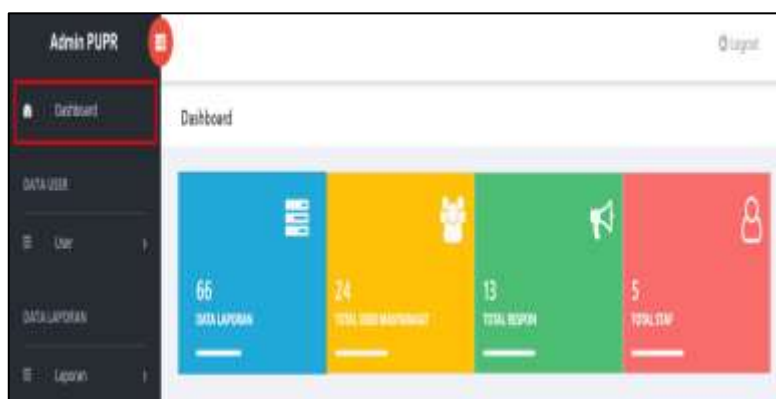 Admin PUPR
Logout
Dashboard
Dashboard
DATA USER
User
DATA LAPORAN
Laporan
66
DATA LAPORAN
24
TOTAL USER MASYARAKAT
13
TOTAL RESPON
5
TOTAL STAF